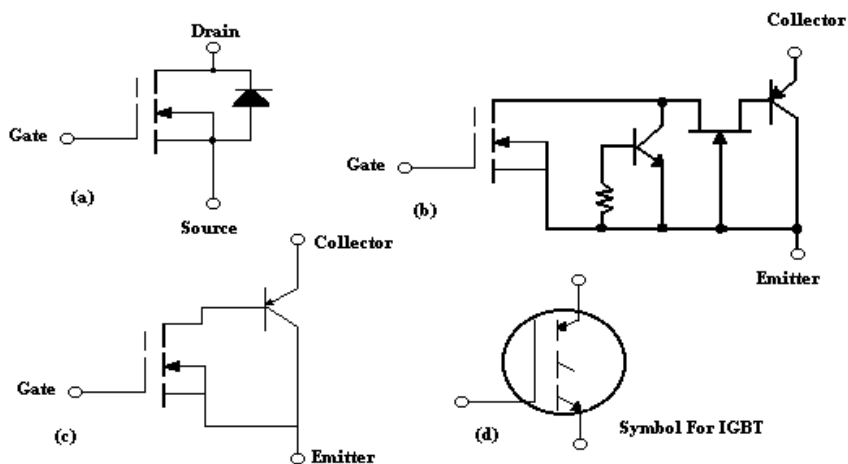 Drain
Gate
(a)
Source
Collector
Gate
(b)
Emitter
Collector
Gate
(c)
Emitter
(d)
Symbol For IGBT